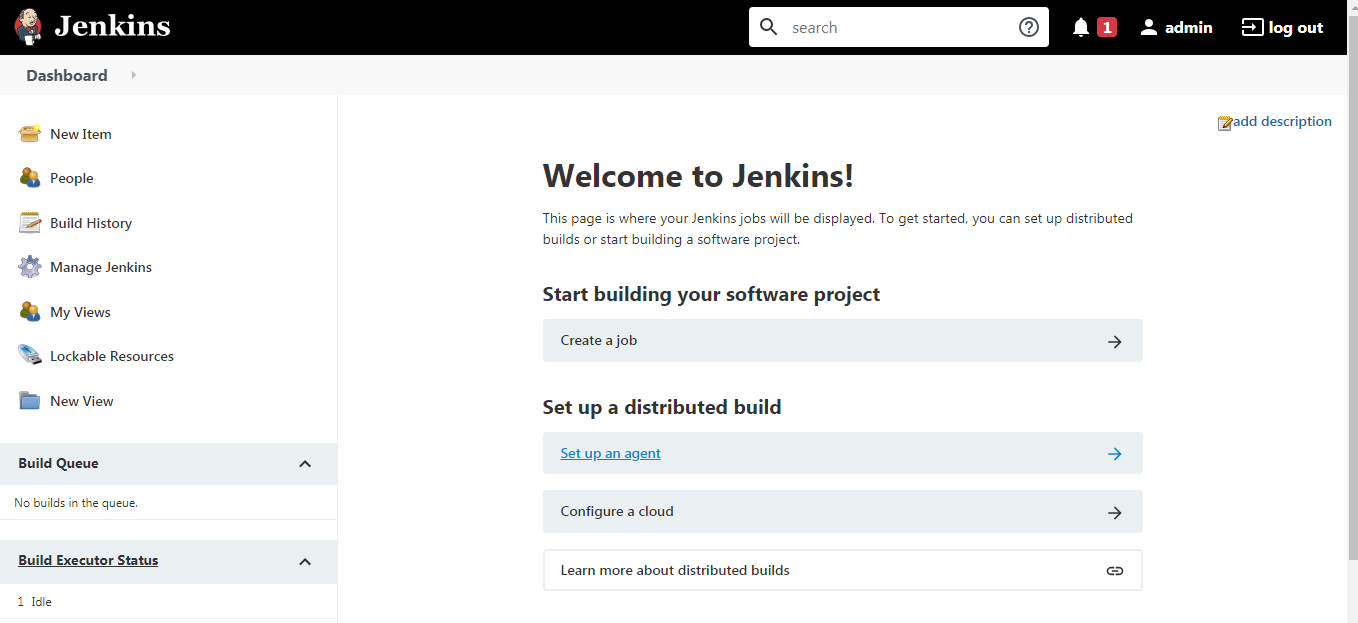 Jenkins
search
1
admin
log out
Dashboard
New Item
People
Build History
Manage Jenkins
My Views
Lockable Resources
New View
Build Queue
No builds in the queue.
Build Executor Status
1 Idle
add description
Welcome to Jenkins!
This page is where your Jenkins jobs will be displayed. To get started, you can set up distributed
builds or start building a software project.
Start building your software project
Create a job
Set up a distributed build
Set up an agent
Configure a cloud
Learn more about distributed builds